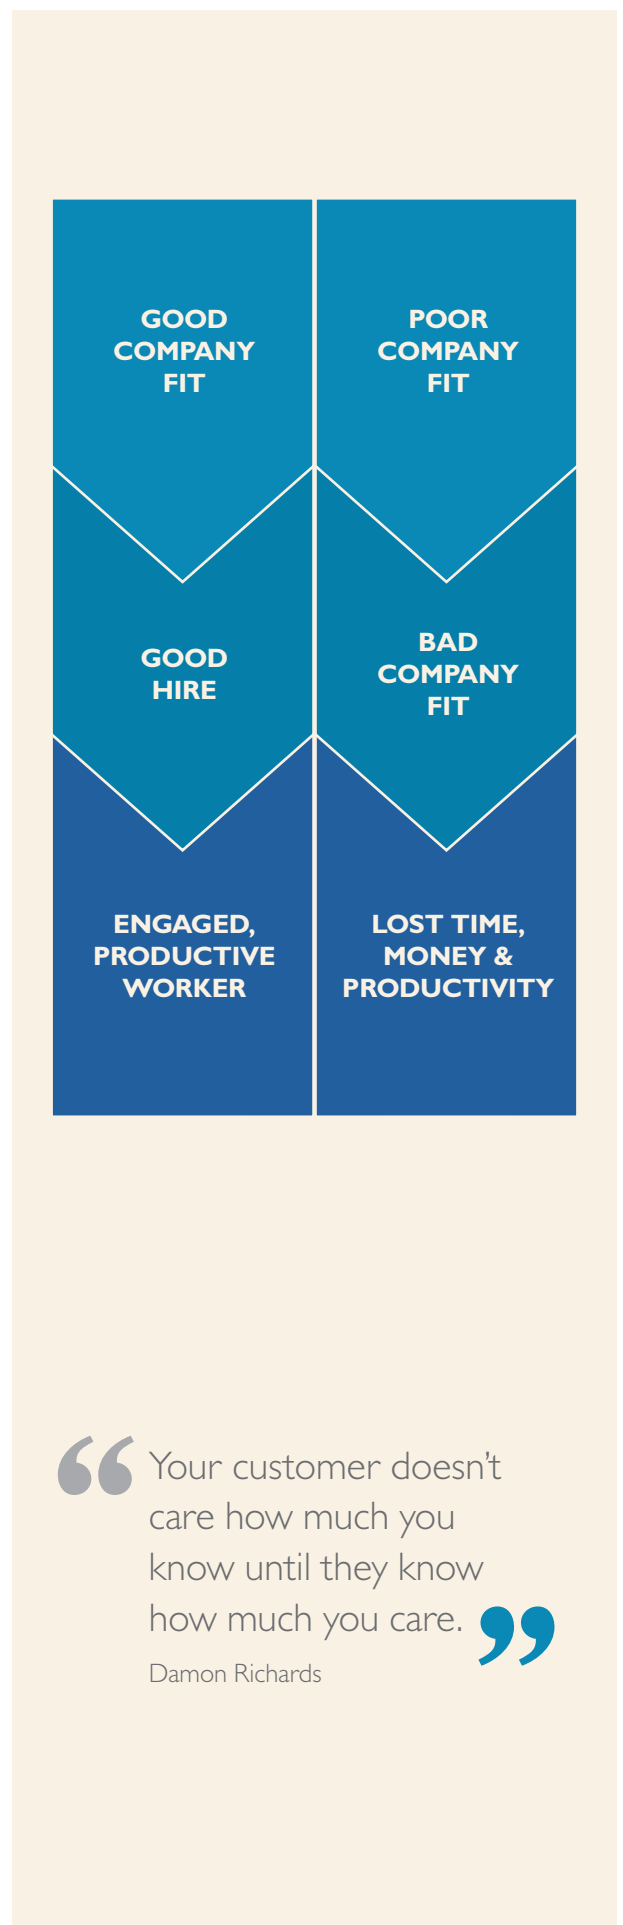 GOOD
COMPANY
FIT
GOOD
HIRE
ENGAGED,
PRODUCTIVE
WORKER
POOR
COMPANY
FIT
BAD
COMPANY
FIT
LOST TIME,
MONEY &
PRODUCTIVITY
“Your customer doesn’t
care how much you
know until they know
how much you care.”
Damon Richards